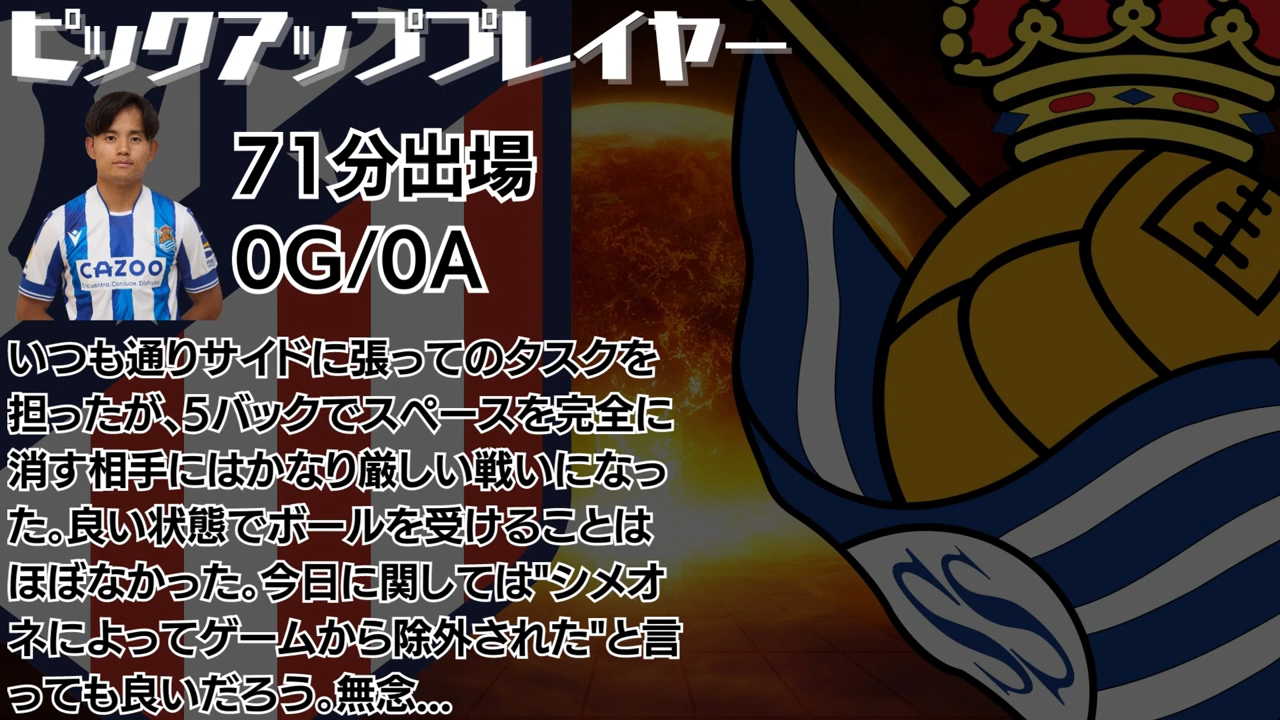 ピックアッププレイヤー
71分出場
0G/0A
CAZOO
Encuentra. Conduce. Disfruta.
いつも通りサイドに張ってのタスクを
担ったが、5バックでスペースを完全に
消す相手にはかなり厳しい戦いになっ
た。良い状態でボールを受けることは
ほぼなかった。今日に関しては"シメオ
ネによってゲームから除外された"と言
っても良いだろう。無念...
SS